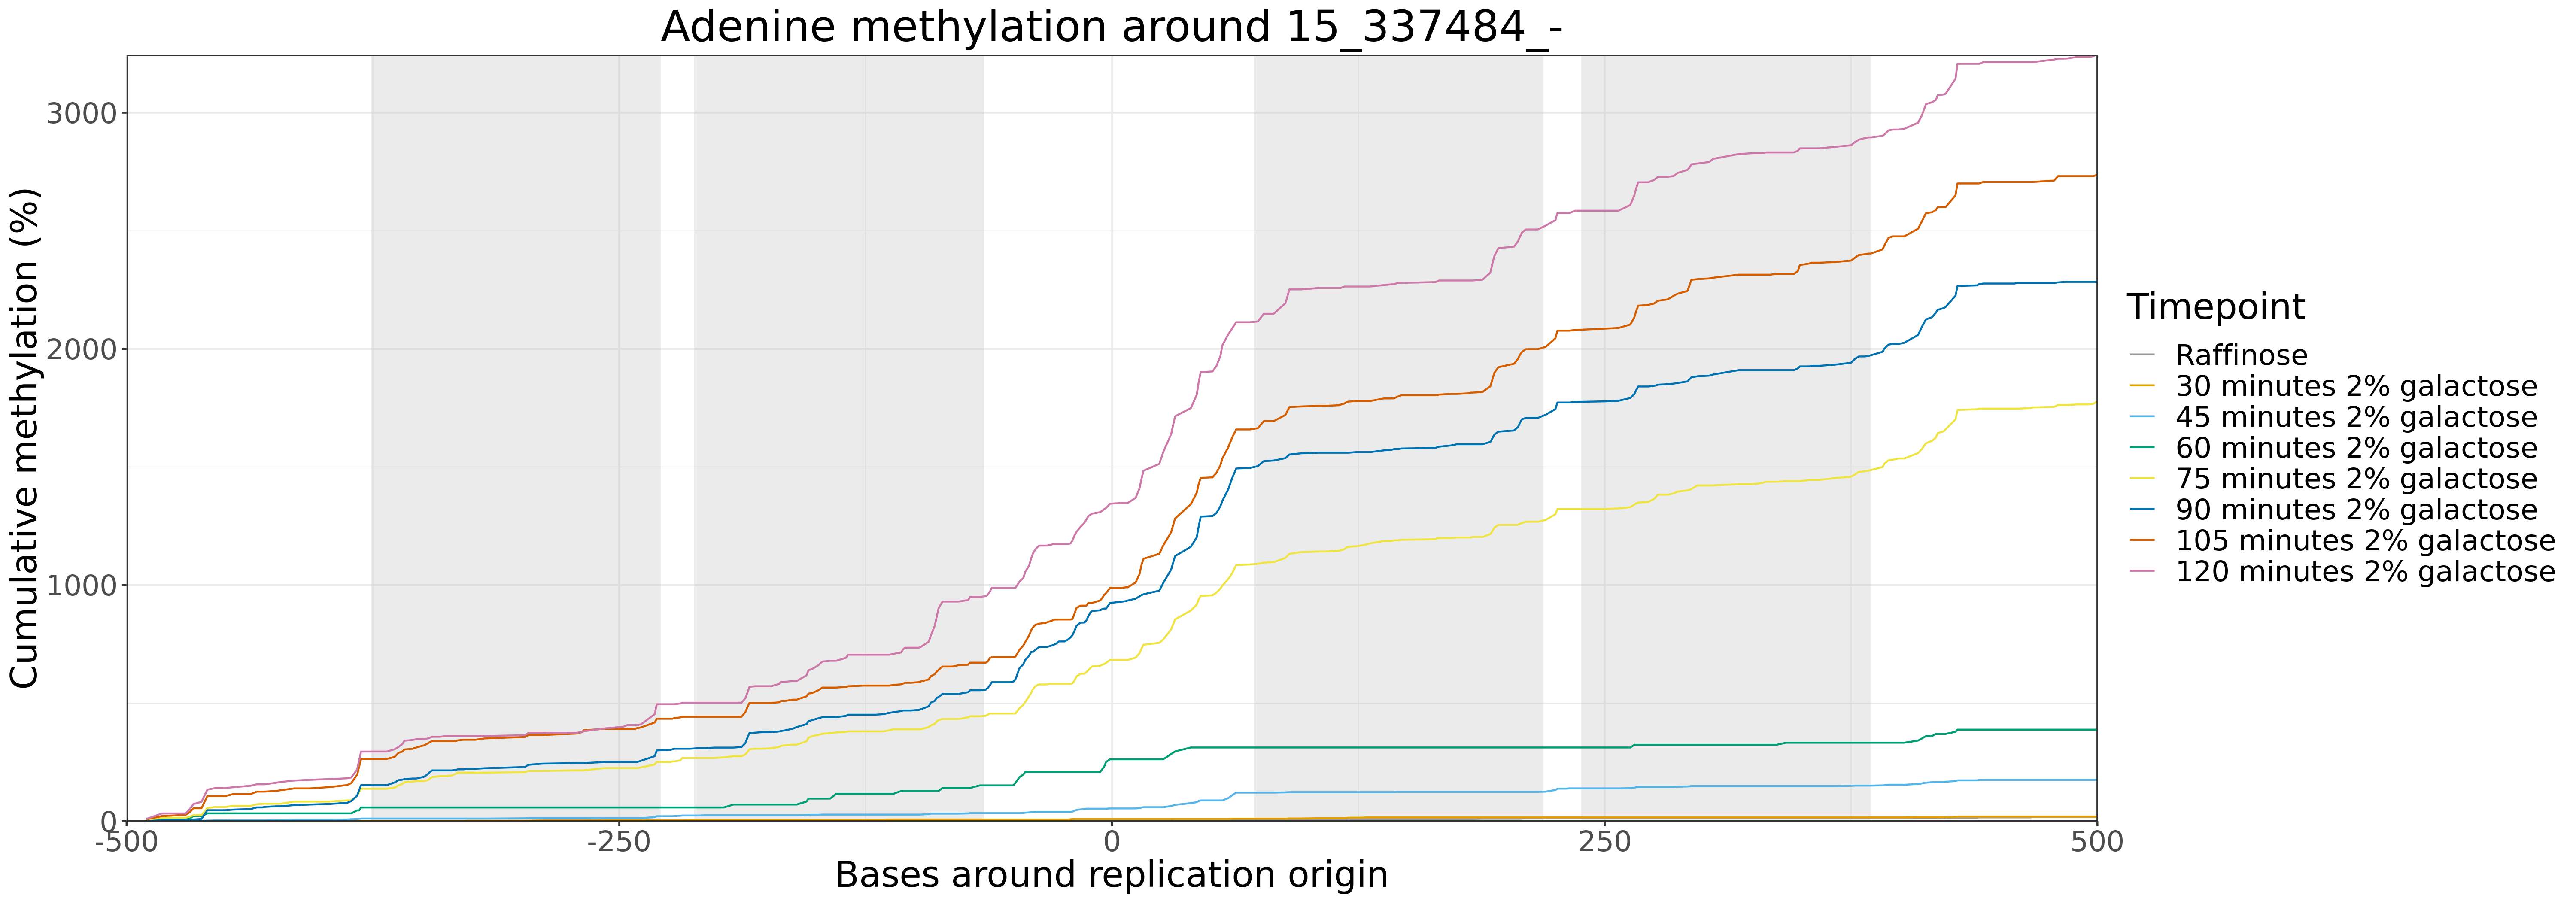 Adenine methylation around 15_337484_-
Cumulative methylation (%)
3000
2000
1000
0
-500
-250
0
250
500
Bases around replication origin
Timepoint
Raffinose
30 minutes 2% galactose
45 minutes 2% galactose
60 minutes 2% galactose
75 minutes 2% galactose
90 minutes 2% galactose
105 minutes 2% galactose
120 minutes 2% galactose